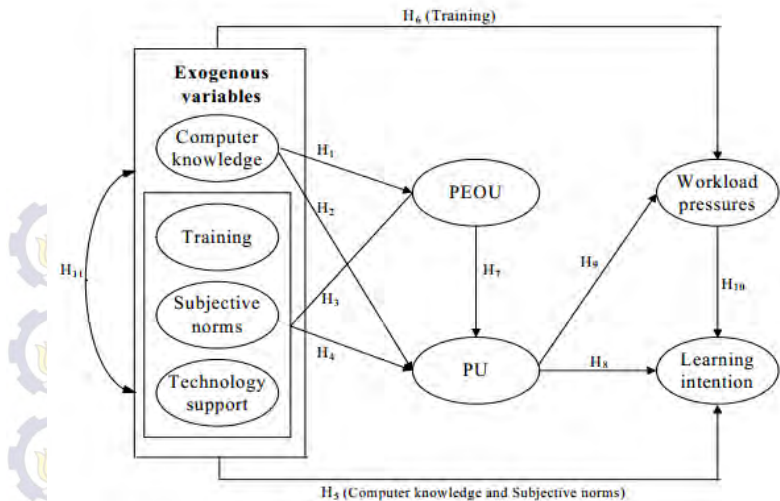 H6 (Training)
Exogenous
variables
Computer
knowledge
H1
H2
PEOU
Workload
pressures
Training
H11
H3
H7
H9
H10
Subjective
norms
H4
Technology
support
PU
H8
Learning
intention
H5 (Computer knowledge and Subjective norms)